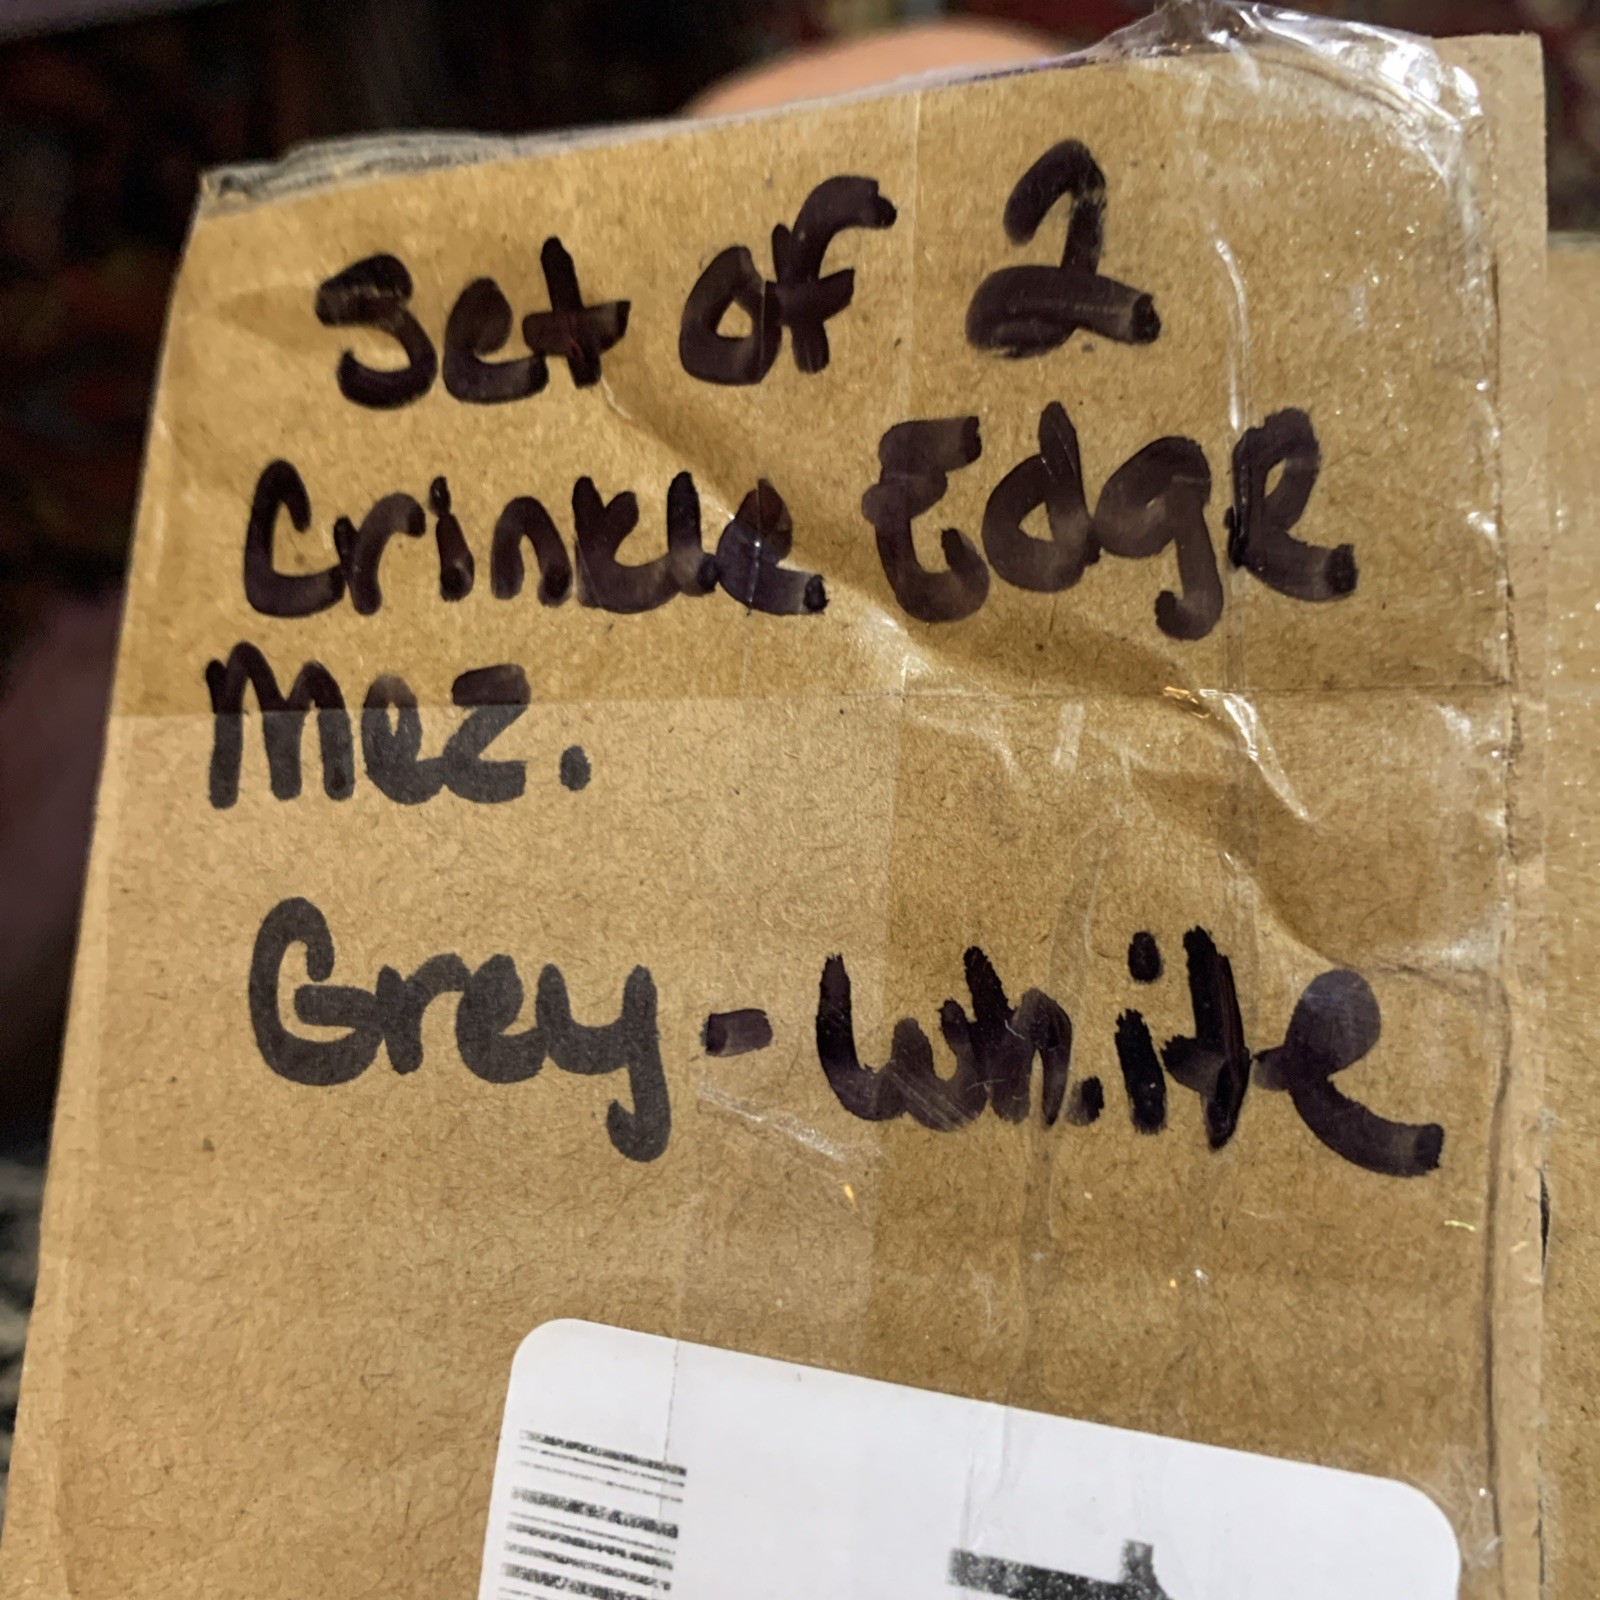 Set of 2
Crinkle Edge
Mez.
Grey-White